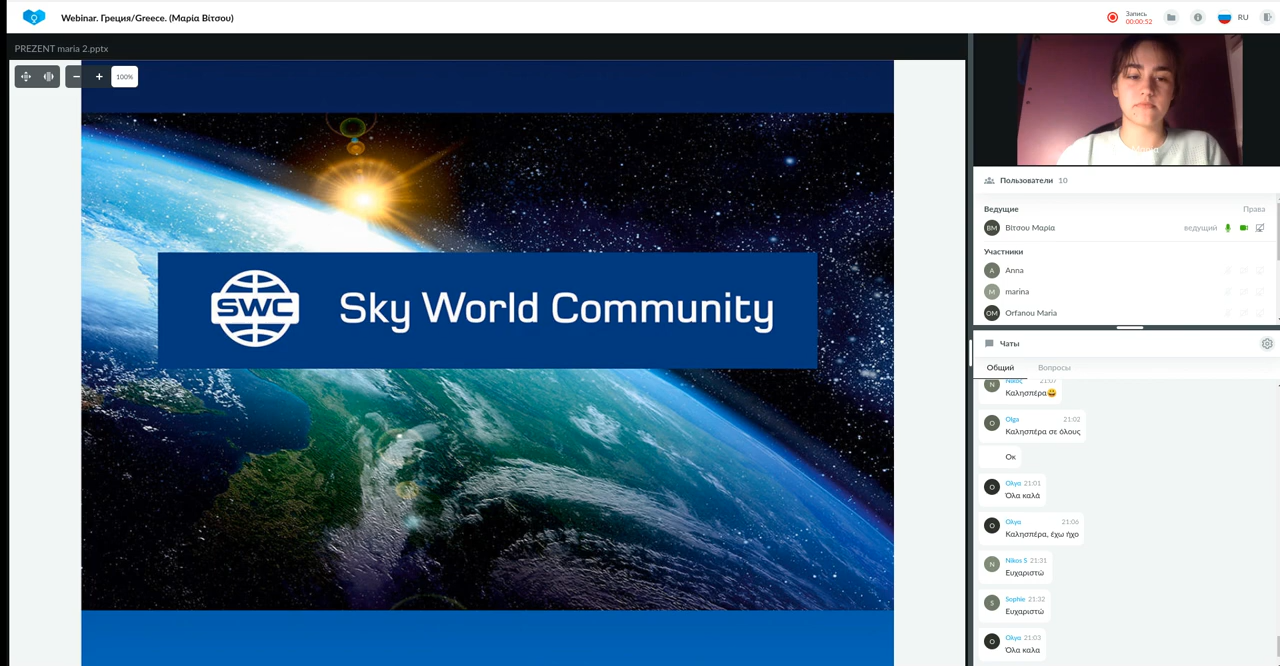 Webinar. Греция/Greece. (Μαρία Βίτσου)
Запись
00:00:52
RU
PREZENT maria 2.pptx
100%
SWC
Sky World Community
Пользователи 10
Ведущие
Права
BM
Βίτσου Μαρία
ведущий
Участники
A
Anna
M
marina
OM
Orfanou Maria
Чаты
Общий
Вопросы
N
Nikos 21:07
Καλησπέρα😀
O
Olga 21:02
Καλησπέρα σε όλους
Οκ
O
Olya 21:01
Όλα καλά
O
Olya 21:06
Καλησπέρα, έχω ήχο
N
Nikos S 21:31
Ευχαριστώ
S
Sophie 21:32
Ευχαριστώ
O
Olya 21:03
Όλα καλα